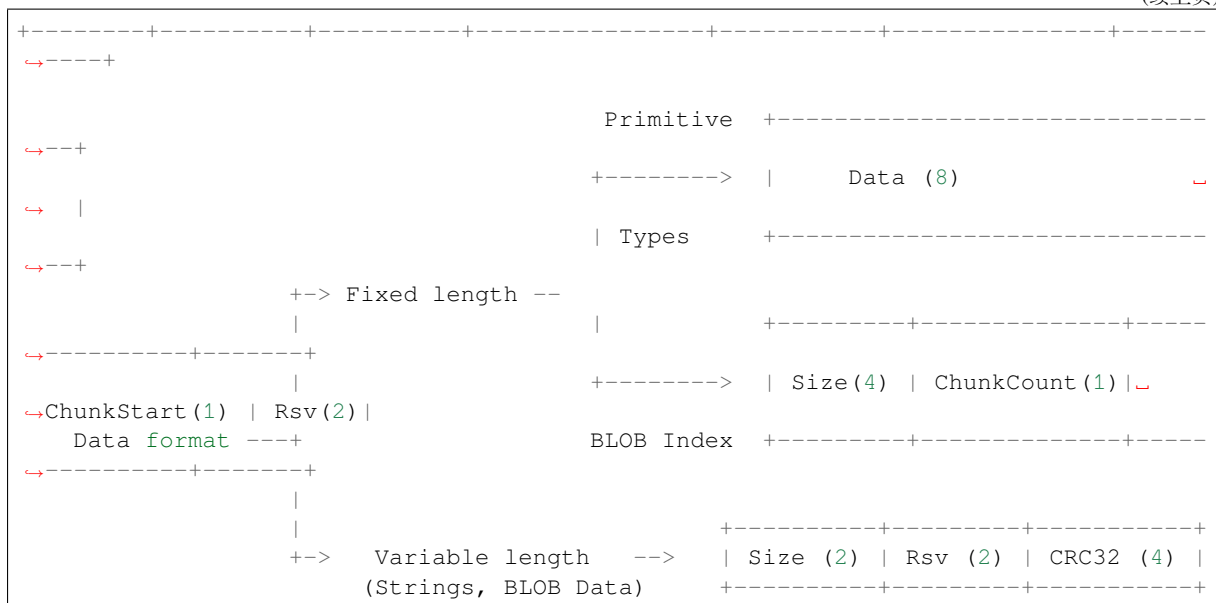 +--------+----------+----------+----------------+-----------+---------------+------
↪----+
Primitive  +------------------------------
↪--+
+-------->  |     Data (8)                ␣
↪   |
| Types     +------------------------------
↪--+
+-> Fixed length --
|                    |           +---------+--------------+-----
↪----------+-------+
|                    +-------->  | Size(4) | ChunkCount(1)|␣
↪ChunkStart(1) | Rsv(2)|
Data format ---+                    BLOB Index  +---------+--------------+-----
↪----------+-------+
|
|                             +----------+---------+-----------+
+->   Variable length   -->   | Size (2) | Rsv (2) | CRC32 (4) |
(Strings, BLOB Data)     +----------+---------+-----------+